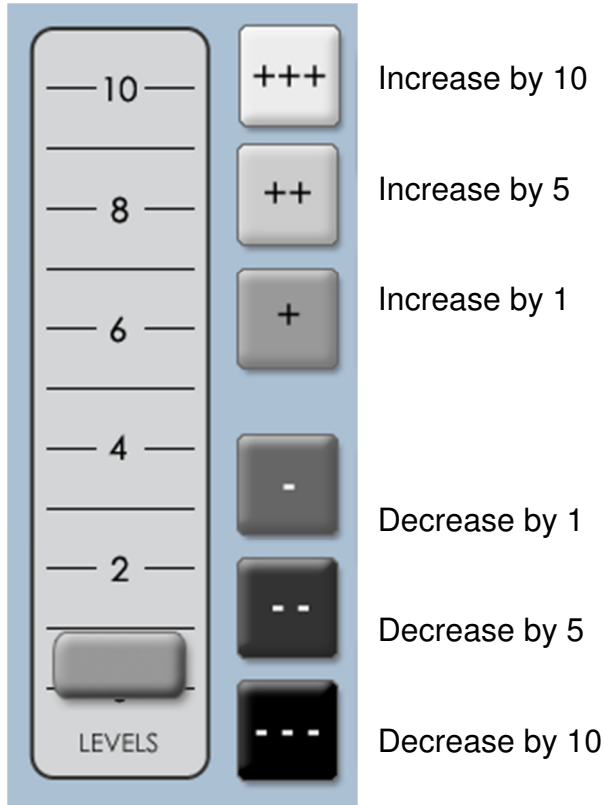 10
8
6
4
2
LEVELS
+++
++
+
-
--
---
Increase by 10
Increase by 5
Increase by 1
Decrease by 1
Decrease by 5
Decrease by 10